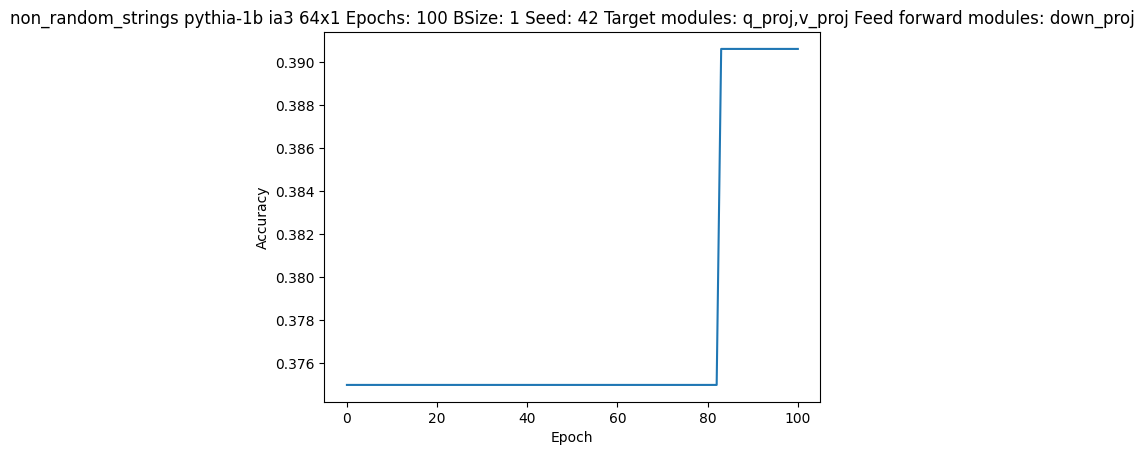 non_random_strings pythia-1b ia3 64x1 Epochs: 100 BSize: 1 Seed: 42 Target modules: q_proj,v_proj Feed forward modules: down_proj
0.390
0.388
0.386
0.384
0.382
0.380
0.378
0.376
Accuracy
0 20 40 60 80 100
Epoch